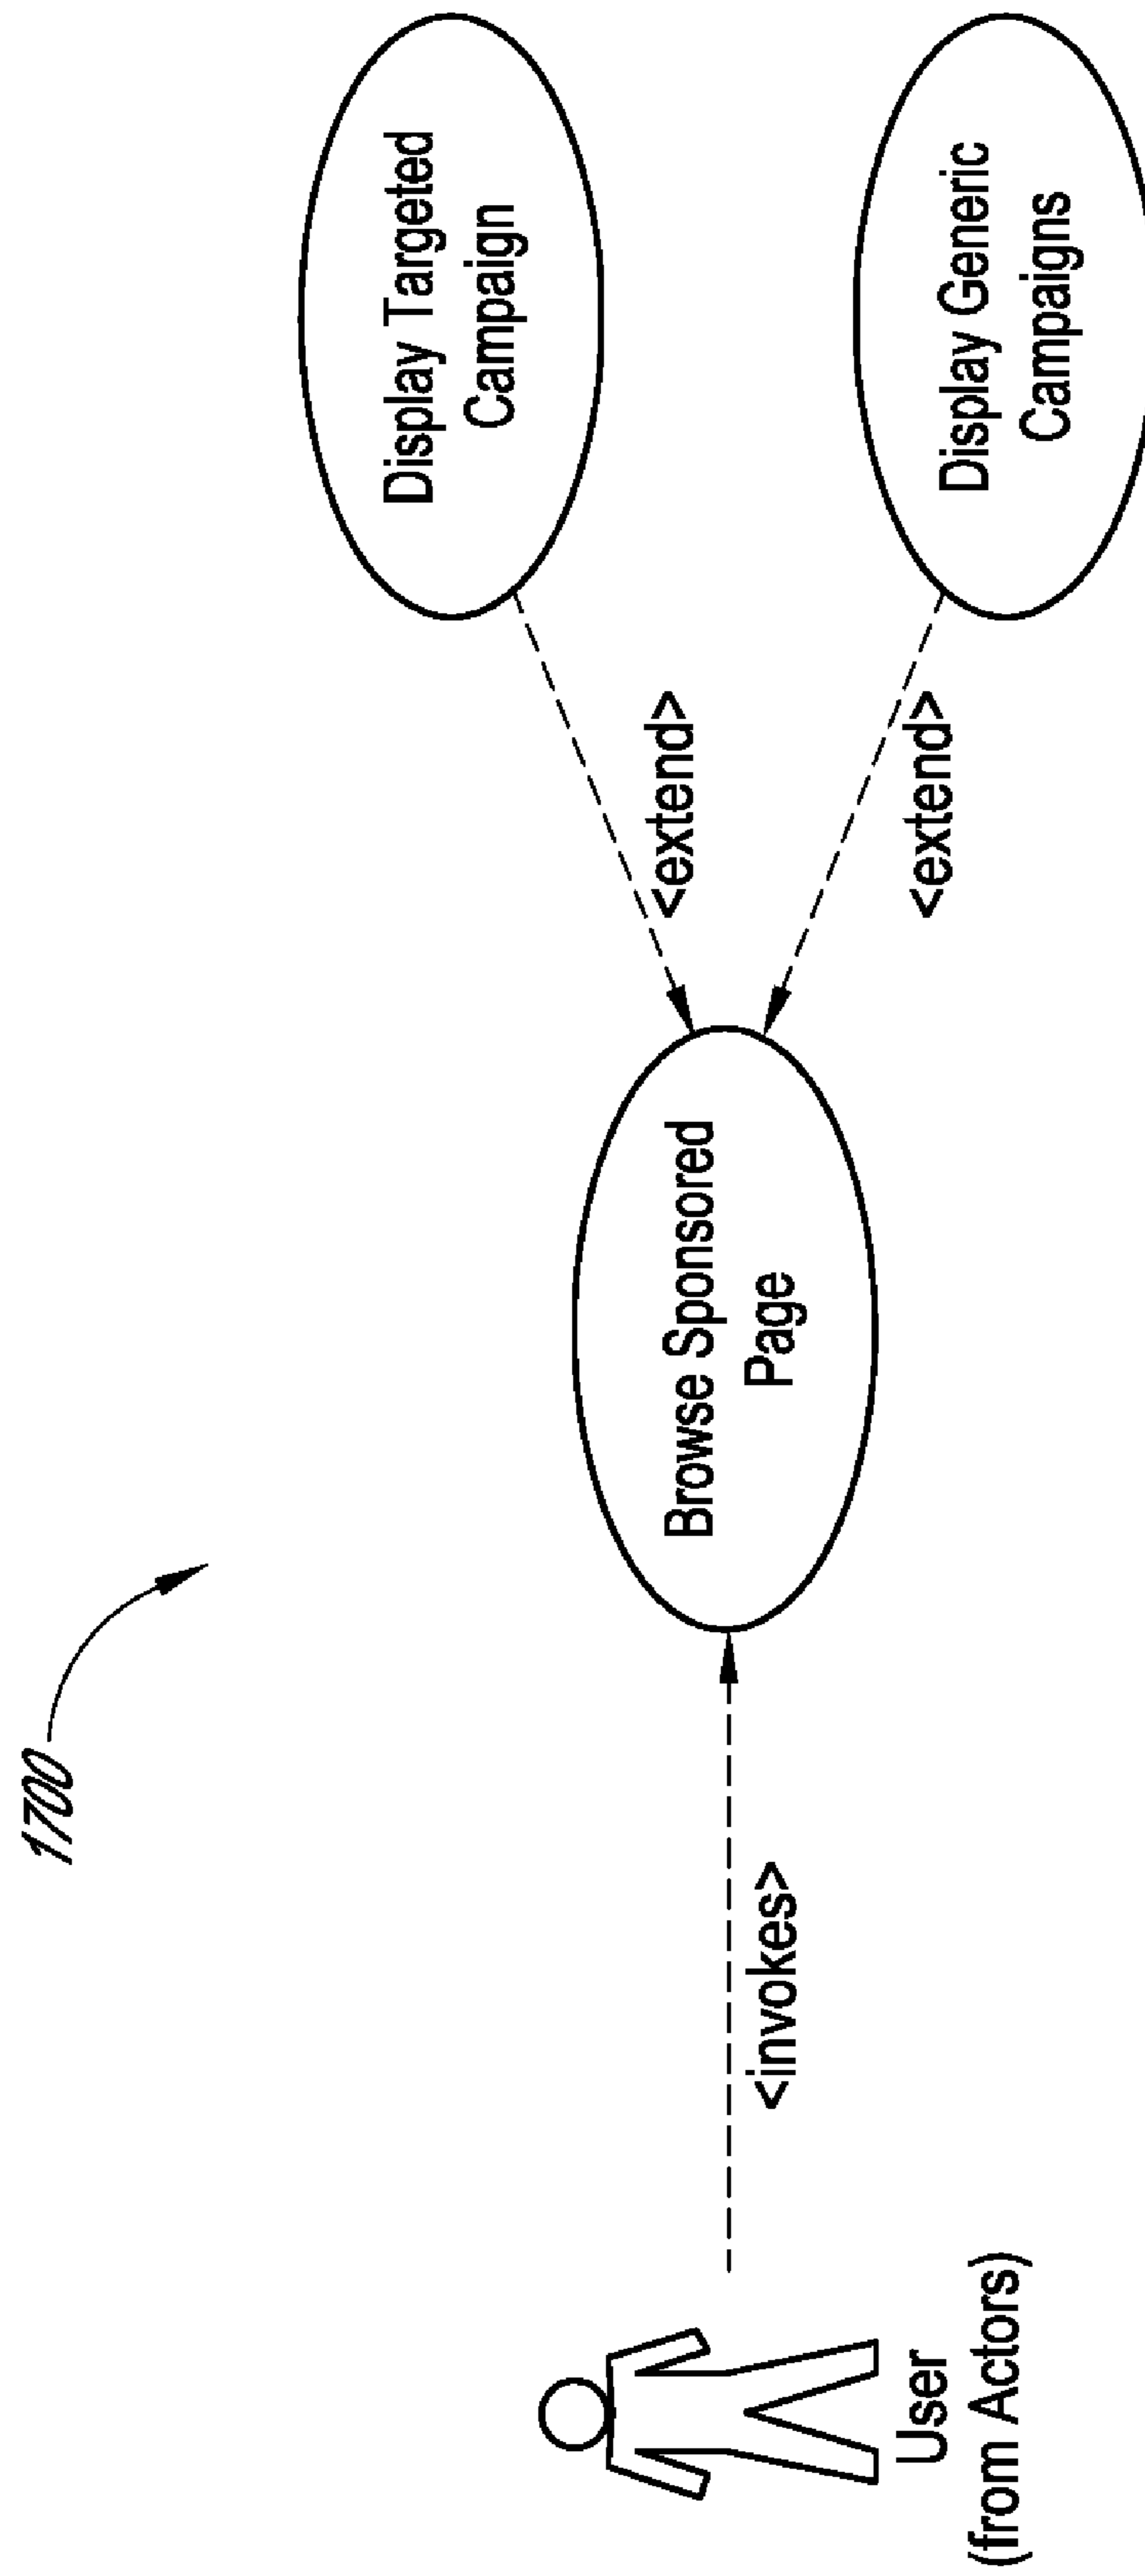 1700
Display Targeted
Campaign
<extend>
Browse Sponsored
Page
<invokes>
<extend>
Display Generic
Campaigns
User
(from Actors)